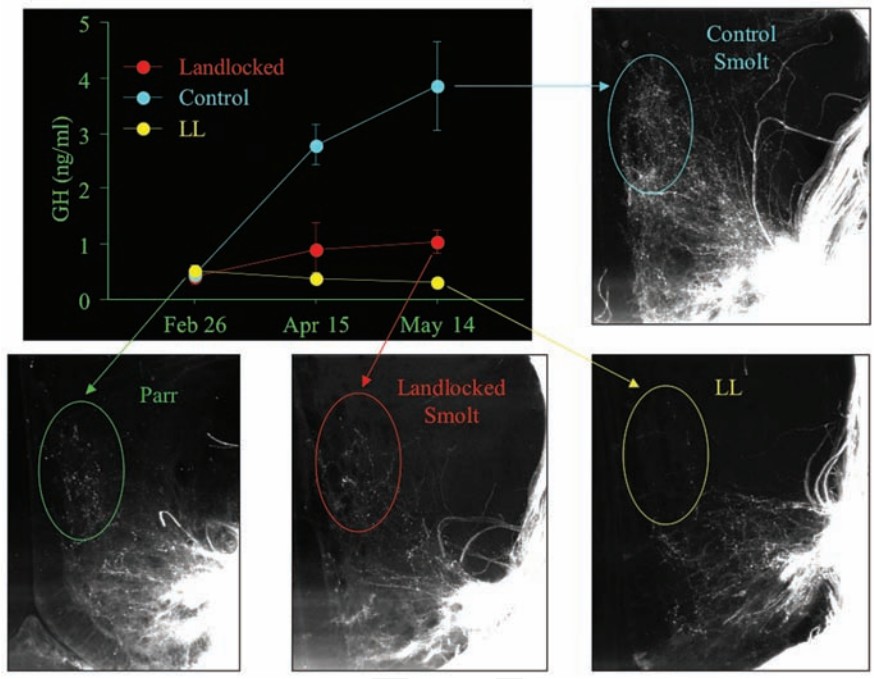 5
4
3
2
1
0
GH (ng/ml)
Landlocked
Control
LL
Feb 26
Apr 15
May 14
Control
Smolt
Parr
Landlocked
Smolt
LL